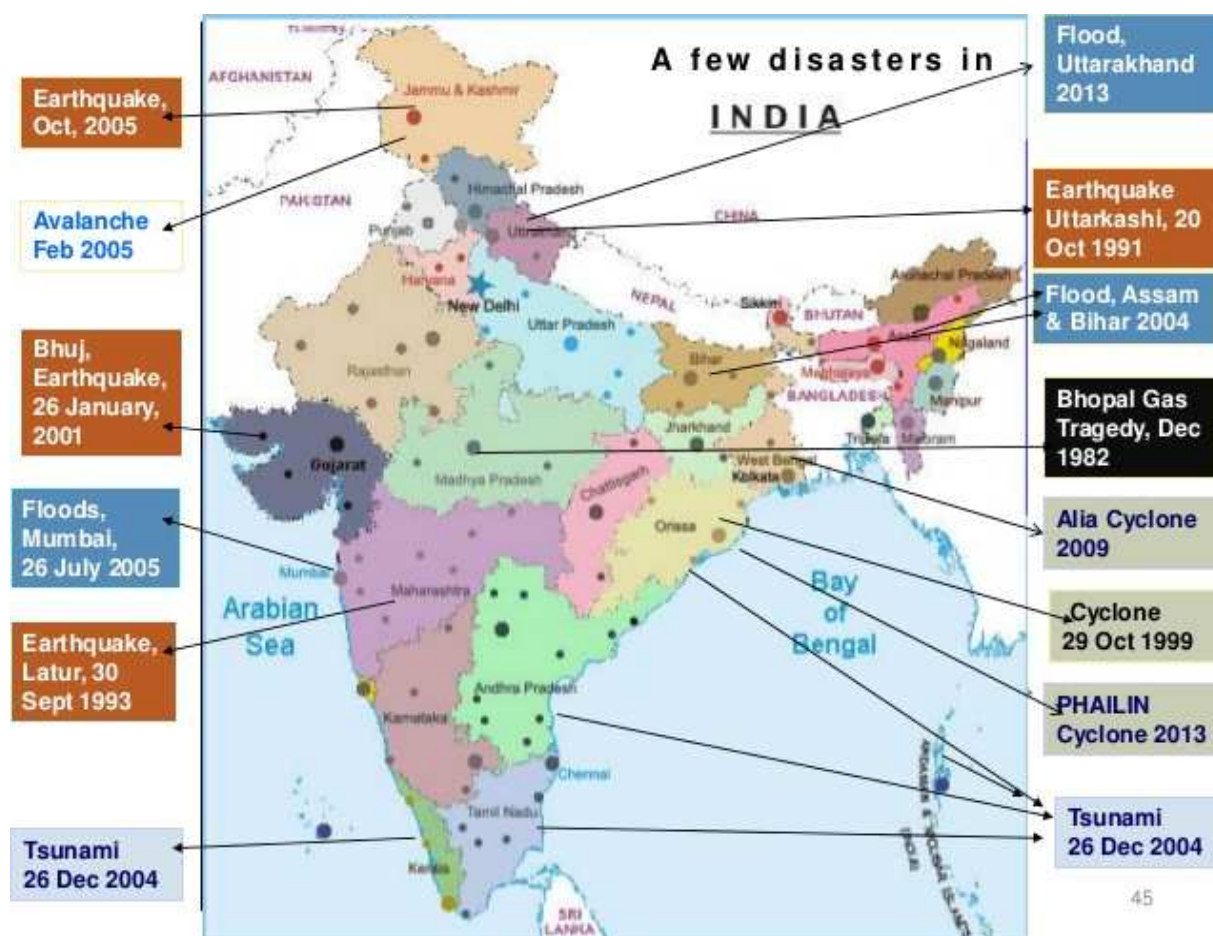 A few disasters in
INDIA
Earthquake,
Oct, 2005
Avalanche
Feb 2005
Bhuj,
Earthquake,
26 January,
2001
Floods,
Mumbai,
26 July 2005
Earthquake,
Latur, 30
Sept 1993
Tsunami
26 Dec 2004
AFGHANISTAN
Jammu & Kashmir
PAKISTAN
Himachal Pradesh
Punjab
CHINA
Haryana
New Delhi
NEPAL
Sikkim
BHUTAN
Uttar Pradesh
Rajasthan
Bihar
Nagaland
BANGLADESH
Manipur
Jharkhand
Gujarat
Madhya Pradesh
West Bengal
Kolkata
Orissa
Mumbai
Maharashtra
Arabian
Sea
Bay
of
Bengal
Andhra Pradesh
Karnataka
Chennai
Tamil Nadu
Kerala
SRI
LANKA
Flood,
Uttarakhand
2013
Earthquake
Uttarkashi, 20
Oct 1991
Flood, Assam
& Bihar 2004
Bhopal Gas
Tragedy, Dec
1982
Alia Cyclone
2009
Cyclone
29 Oct 1999
PHAILIN
Cyclone 2013
Tsunami
26 Dec 2004
45